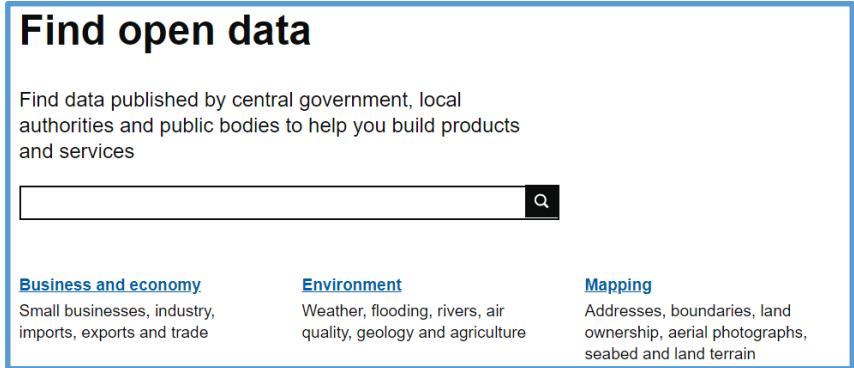 Find open data
Find data published by central government, local
authorities and public bodies to help you build products
and services
Business and economy
Small businesses, industry,
imports, exports and trade
Environment
Weather, flooding, rivers, air
quality, geology and agriculture
Mapping
Addresses, boundaries, land
ownership, aerial photographs,
seabed and land terrain